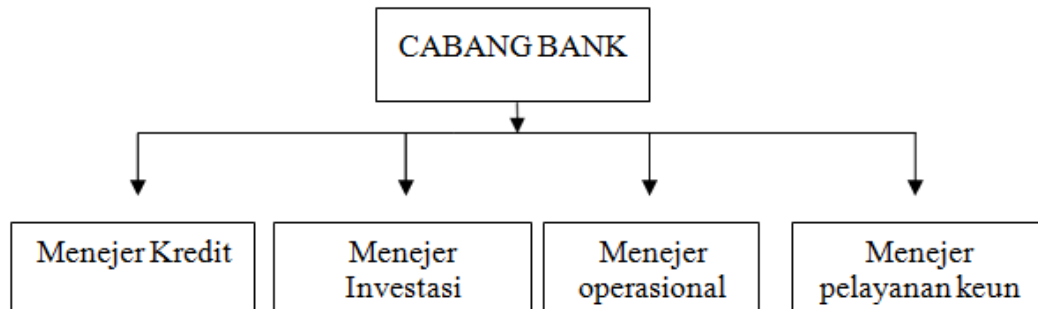 CABANG BANK
Menejer Kredit
Menejer
Investasi
Menejer
operasional
Menejer
pelayanan keun